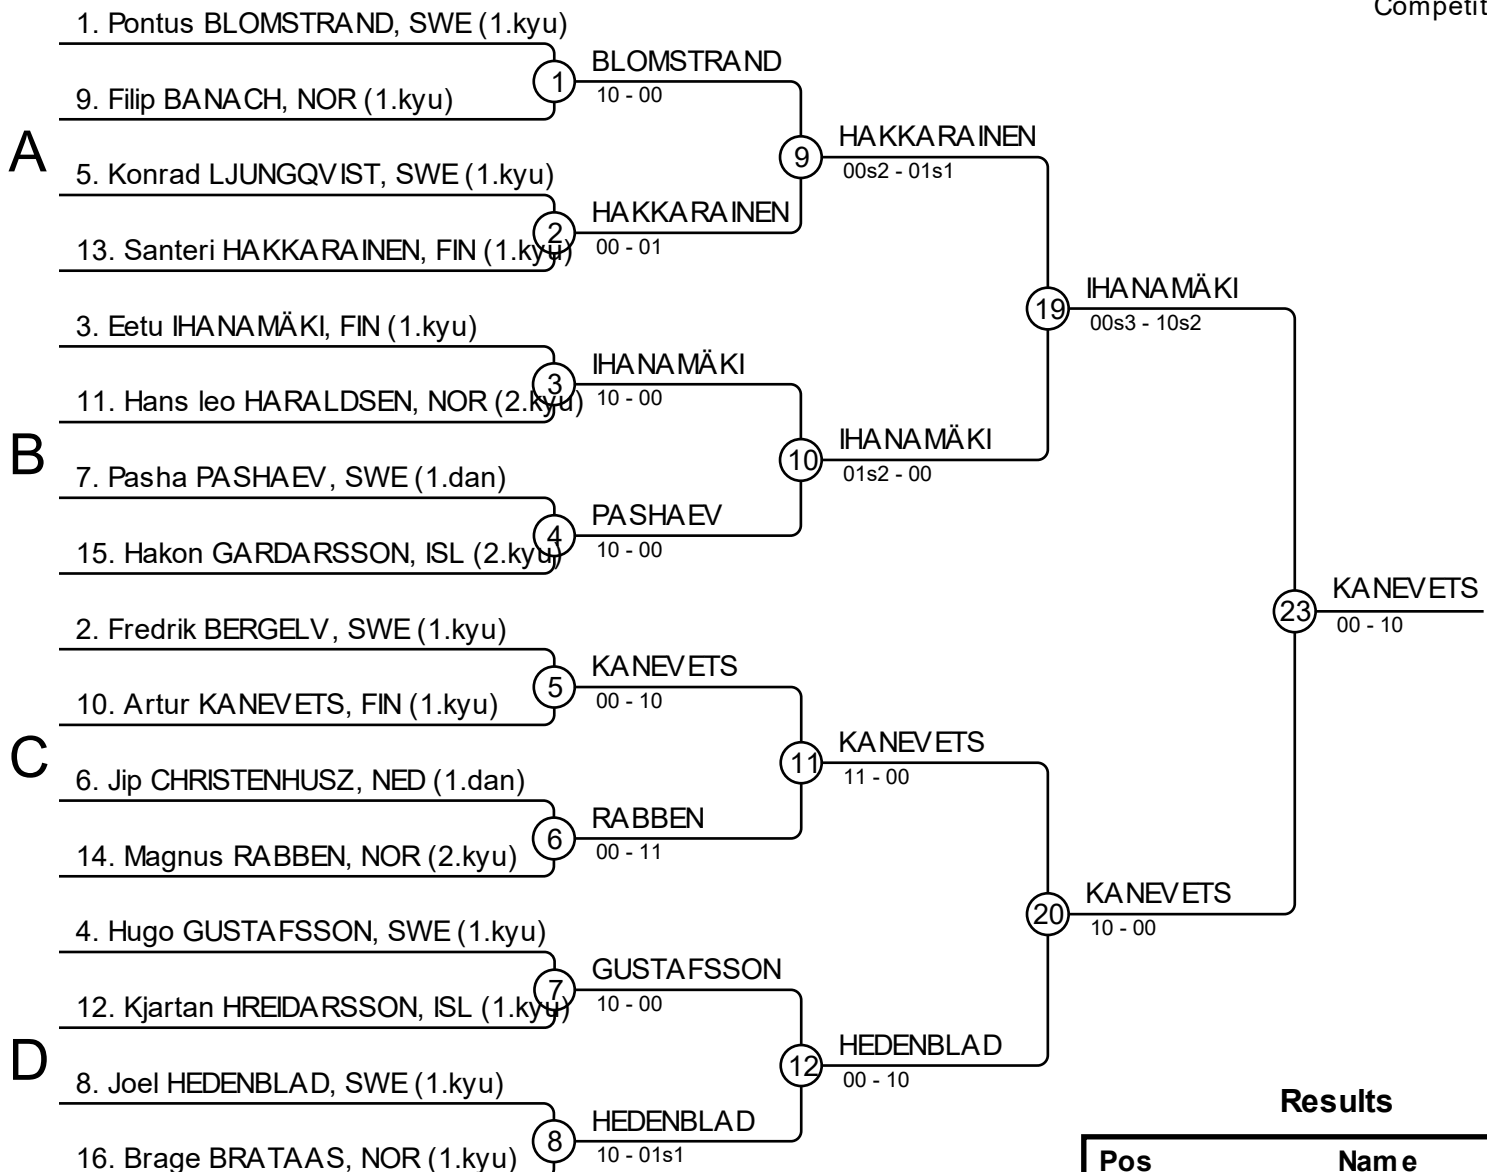 Competit
1. Pontus BLOMSTRAND, SWE (1.kyu)
1
BLOMSTRAND
10 - 00
9. Filip BANACH, NOR (1.kyu)
A
9
HAKKARAINEN
00s2 - 01s1
5. Konrad LJUNGQVIST, SWE (1.kyu)
2
HAKKARAINEN
00 - 01
13. Santeri HAKKARAINEN, FIN (1.kyu)
19
IHANAMÄKI
00s3 - 10s2
3. Eetu IHANAMÄKI, FIN (1.kyu)
3
IHANAMÄKI
10 - 00
11. Hans leo HARALDSEN, NOR (2.kyu)
B
10
IHANAMÄKI
01s2 - 00
7. Pasha PASHAEV, SWE (1.dan)
4
PASHAEV
10 - 00
15. Hakon GARDARSSON, ISL (2.kyu)
23
KANEVETS
00 - 10
2. Fredrik BERGELV, SWE (1.kyu)
5
KANEVETS
00 - 10
10. Artur KANEVETS, FIN (1.kyu)
C
11
KANEVETS
11 - 00
6. Jip CHRISTENHUSZ, NED (1.dan)
6
RABBEN
00 - 11
14. Magnus RABBEN, NOR (2.kyu)
20
KANEVETS
10 - 00
4. Hugo GUSTAFSSON, SWE (1.kyu)
7
GUSTAFSSON
10 - 00
12. Kjartan HREIDARSSON, ISL (1.kyu)
D
12
HEDENBLAD
00 - 10
8. Joel HEDENBLAD, SWE (1.kyu)
8
HEDENBLAD
10 - 01s1
16. Brage BRATAAS, NOR (1.kyu)
Results
Pos Name